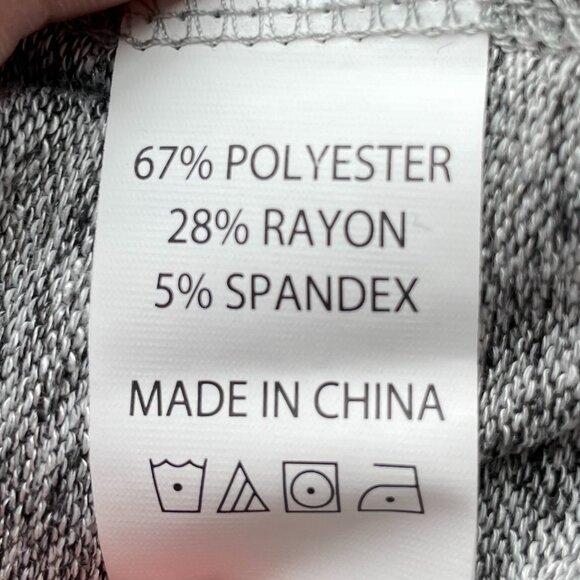 67% POLYESTER
28% RAYON
5% SPANDEX
MADE IN CHINA